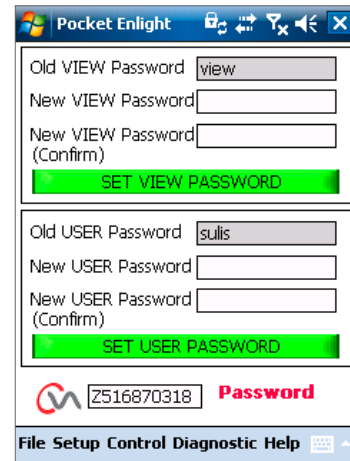 Pocket Enlight
Old VIEW Password view
New VIEW Password
New VIEW Password
(Confirm)
SET VIEW PASSWORD
Old USER Password sulis
New USER Password
New USER Password
(Confirm)
SET USER PASSWORD
Z516870318 Password
File Setup Control Diagnostic Help